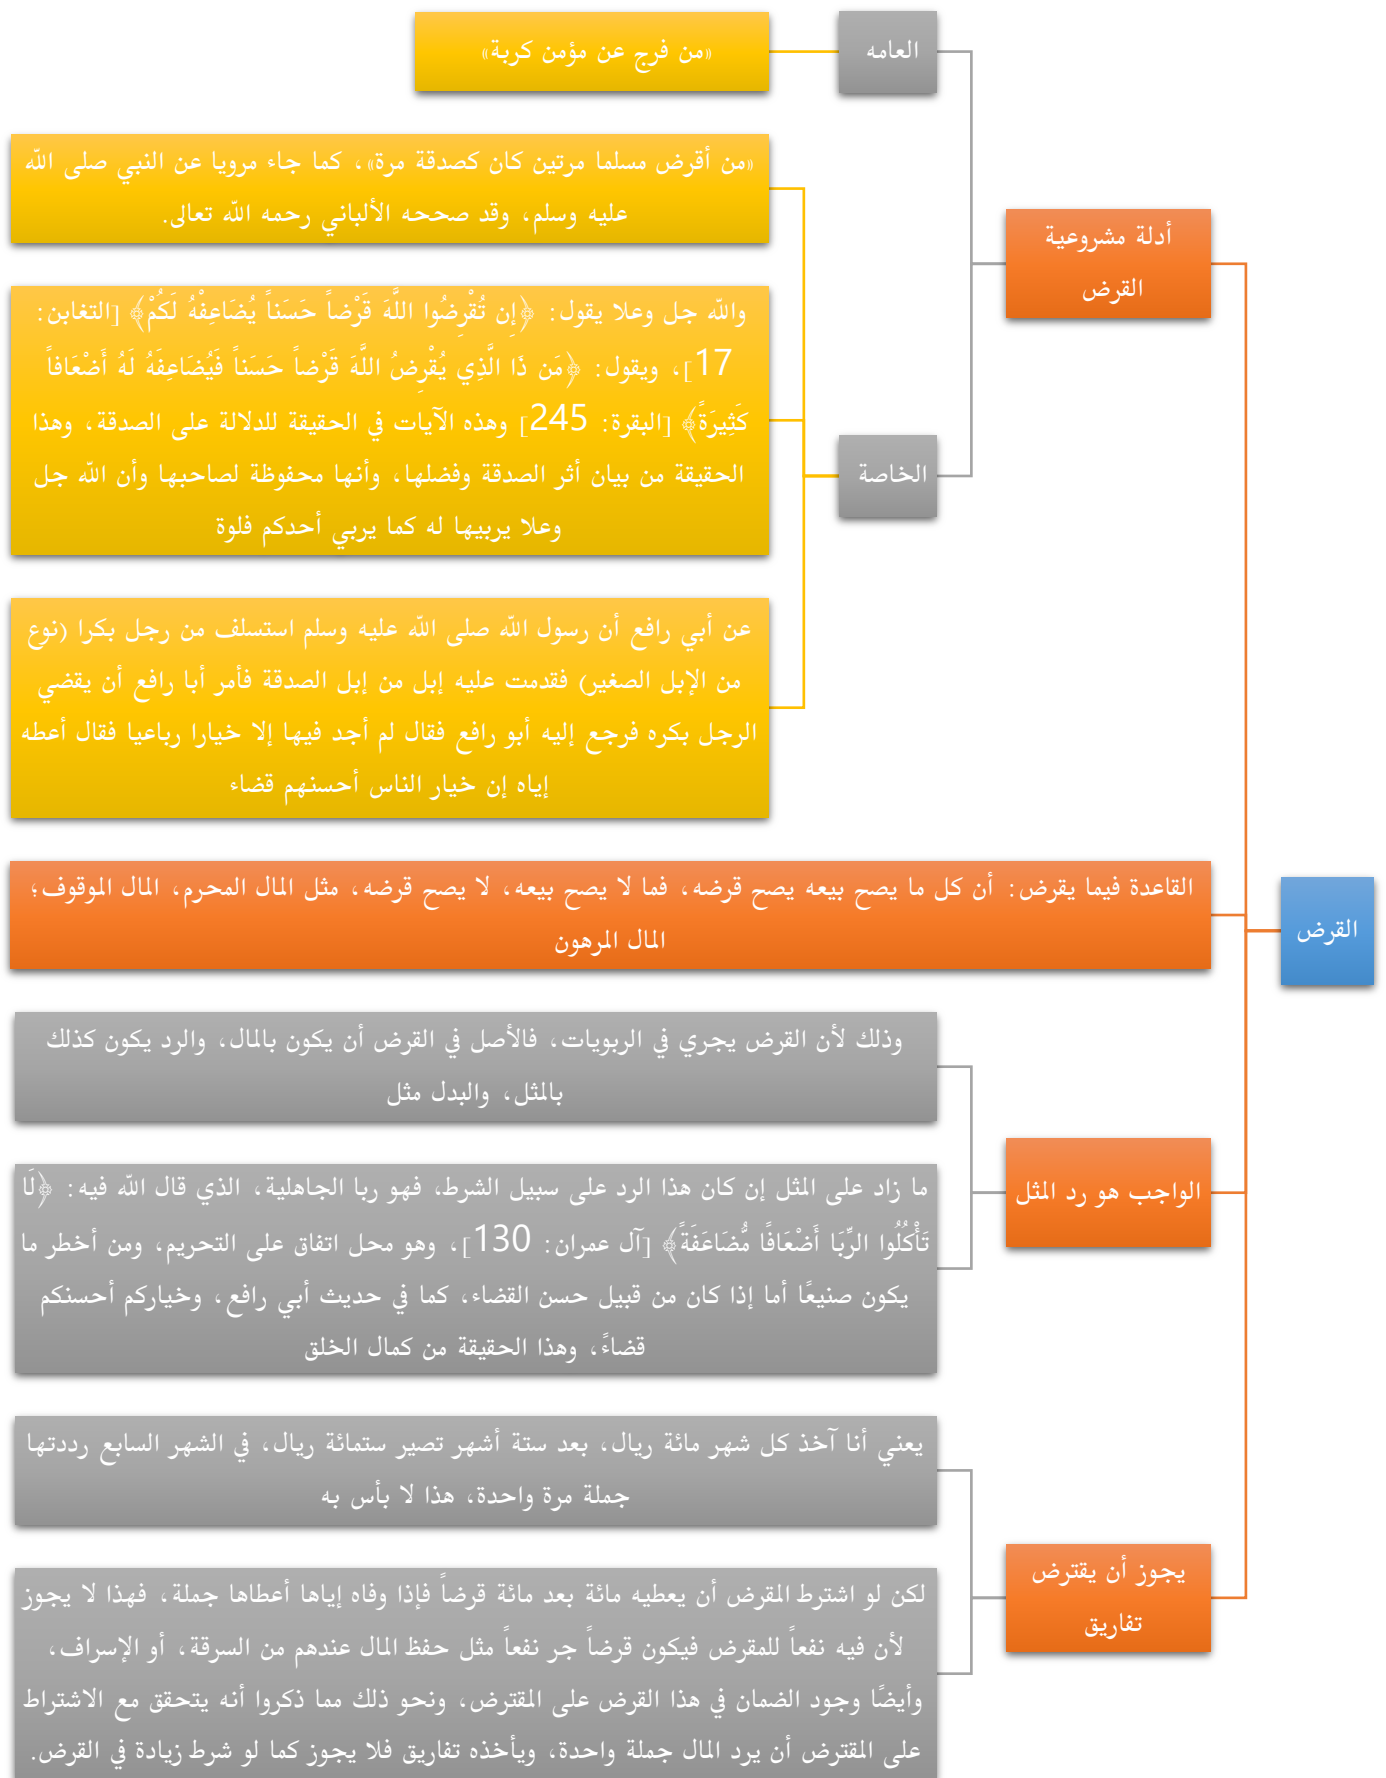 القرض
أدلة مشروعية
القرض
العامه
«من فرج عن مؤمن كربة»
الخاصة
«من أقرض مسلما مرتين كان كصدقة مرة»، كما جاء مرويا عن النبي صلى الله
عليه وسلم، وقد صححه الألباني رحمه الله تعالى.
والله جل وعلا يقول: ﴿إِن تُقْرِضُوا اللَّهَ قَرْضاً حَسَناً يُضَاعِفْهُ لَكُمْ﴾ [التغابن:
17]، ويقول: ﴿مَن ذَا الَّذِي يُقْرِضُ اللَّهَ قَرْضاً حَسَناً فَيُضَاعِفَهُ لَهُ أَضْعَافاً
كَثِيرَةً﴾ [البقرة: 245] وهذه الآيات في الحقيقة للدلالة على الصدقة، وهذا
الحقيقة من بيان أثر الصدقة وفضلها، وأنها محفوظة لصاحبها وأن الله جل
وعلا يربيها له كما يربي أحدكم فلوة
عن أبي رافع أن رسول الله صلى الله عليه وسلم استسلف من رجل بكرا (نوع
من الإبل الصغير) فقدمت عليه إبل من إبل الصدقة فأمر أبا رافع أن يقضي
الرجل بكره فرجع إليه أبو رافع فقال لم أجد فيها إلا خيارا رباعيا فقال أعطه
إياه إن خيار الناس أحسنهم قضاء
القاعدة فيما يقرض: أن كل ما يصح بيعه يصح قرضه، فما لا يصح بيعه، لا يصح قرضه، مثل المال المحرم، المال الموقوف؛
المال المرهون
الواجب هو رد المثل
وذلك لأن القرض يجري في الربويات، فالأصل في القرض أن يكون بالمال، والرد يكون كذلك
بالمثل، والبدل مثل
ما زاد على المثل إن كان هذا الرد على سبيل الشرط، فهو ربا الجاهلية، الذي قال الله فيه: ﴿لَا
تَأْكُلُوا الرِّبَا أَضْعَافًا مُّضَاعَفَةً﴾ [آل عمران: 130]، وهو محل اتفاق على التحريم، ومن أخطر ما
يكون صنيعًا أما إذا كان من قبيل حسن القضاء، كما في حديث أبي رافع، وخياركم أحسنكم
قضاءً، وهذا الحقيقة من كمال الخلق
يجوز أن يقترض
تفاريق
يعني أنا آخذ كل شهر مائة ريال، بعد ستة أشهر تصير ستمائة ريال، في الشهر السابع رددتها
جملة مرة واحدة، هذا لا بأس به
لكن لو اشترط المقرض أن يعطيه مائة بعد مائة قرضاً فإذا وفاه إياها أعطاها جملة، فهذا لا يجوز
لأن فيه نفعاً للمقرض فيكون قرضاً جر نفعاً مثل حفظ المال عندهم من السرقة، أو الإسراف،
وأيضًا وجود الضمان في هذا القرض على المقترض، ونحو ذلك مما ذكروا أنه يتحقق مع الاشتراط
على المقترض أن يرد المال جملة واحدة، ويأخذه تفاريق فلا يجوز كما لو شرط زيادة في القرض.